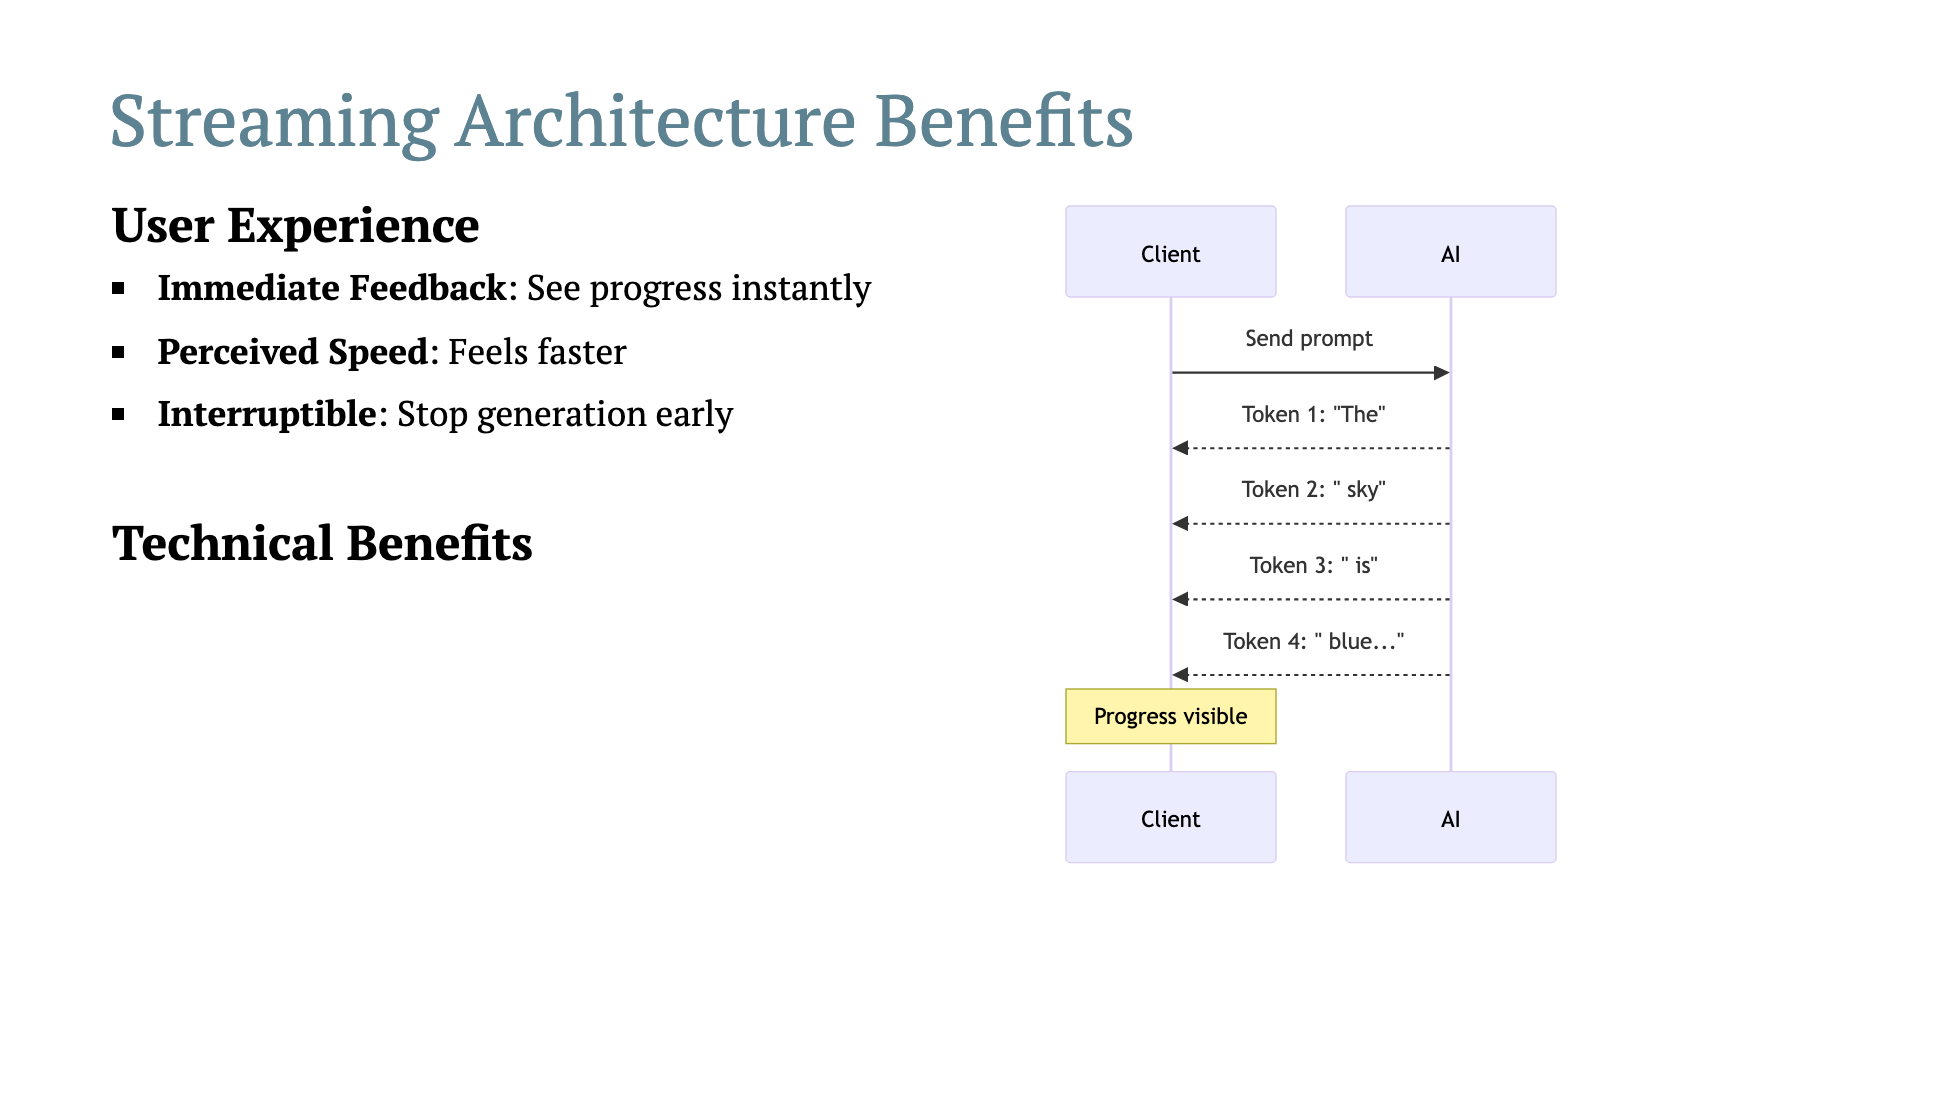 Streaming Architecture Benefits
User Experience
▪ Immediate Feedback: See progress instantly
▪ Perceived Speed: Feels faster
▪ Interruptible: Stop generation early
Technical Benefits
Client
AI
Send prompt
Token 1: "The"
Token 2: " sky"
Token 3: " is"
Token 4: " blue..."
Progress visible
Client
AI